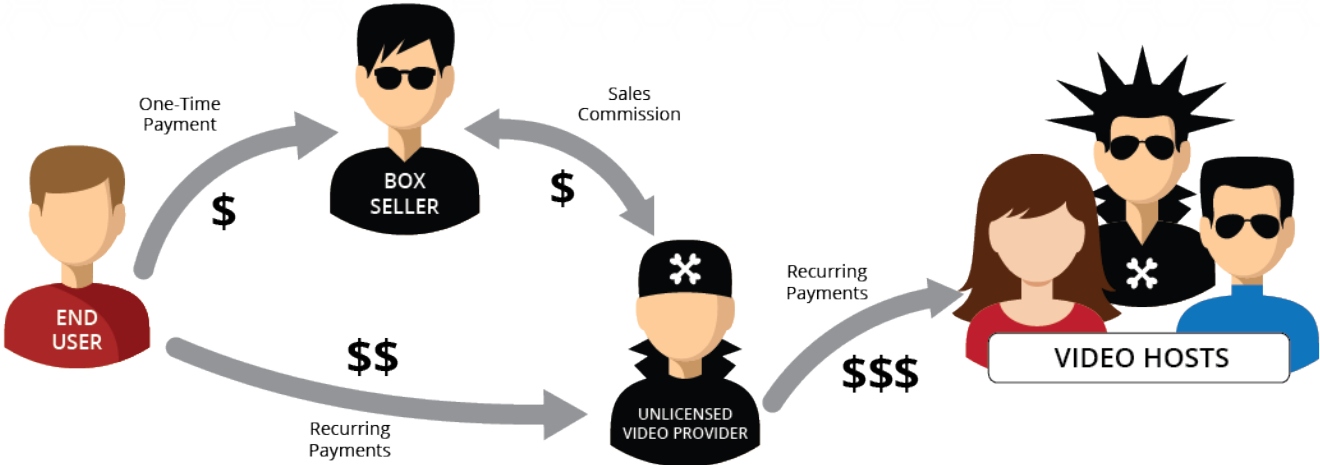 One-Time
Payment
$
BOX
SELLER
Sales
Commission
$
END
USER
$$
Recurring
Payments
UNLICENSED
VIDEO PROVIDER
Recurring
Payments
$$$
VIDEO HOSTS